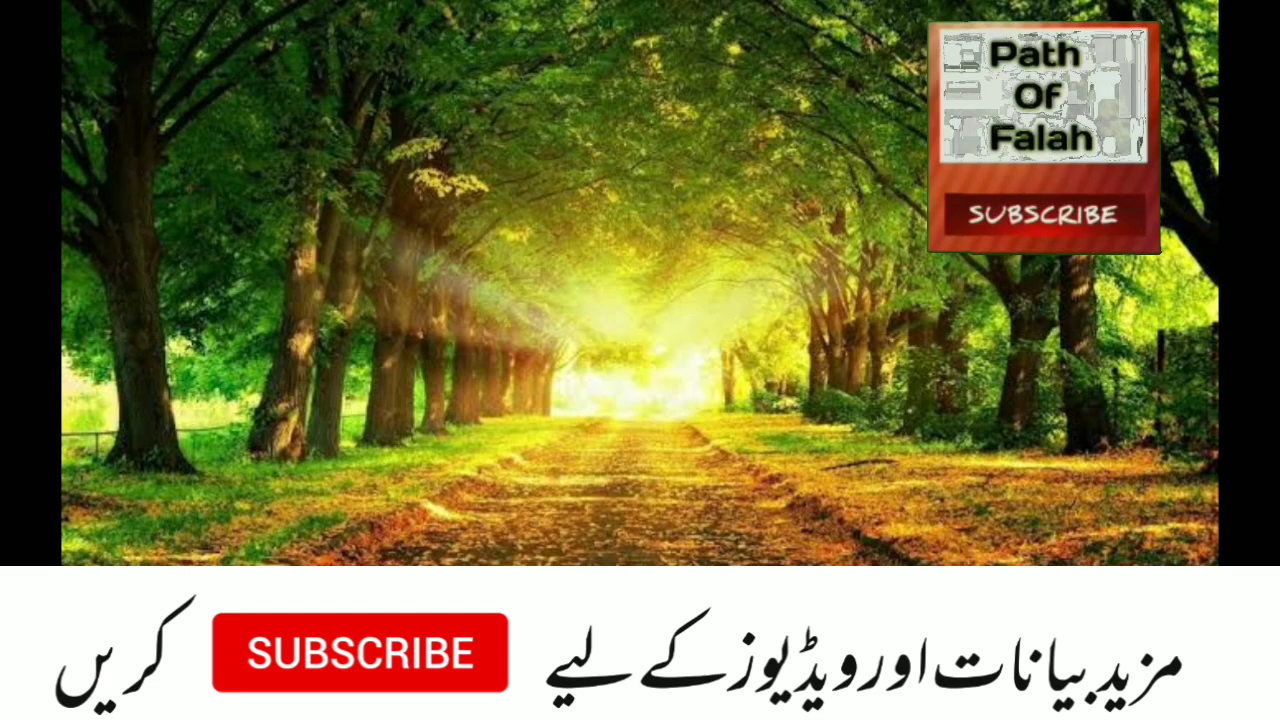 Path
Of
Falah
SUBSCRIBE
مزید بیانات اور ویڈیوز کے لیے SUBSCRIBE کریں